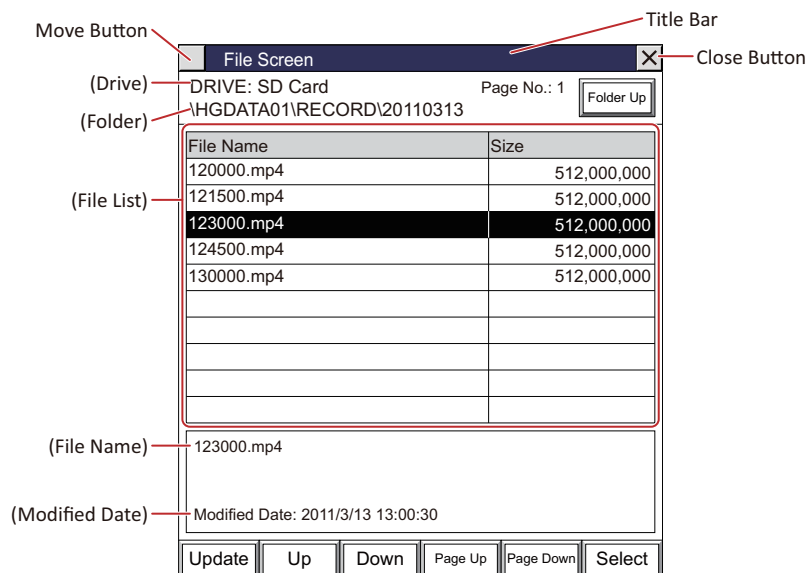 Title Bar
Move Button
File Screen
Close Button
(Drive)
DRIVE: SD Card
Page No.: 1
Folder Up
(Folder)
\HGDATA01\RECORD\20110313
File Name Size
120000.mp4 512,000,000
(File List)
121500.mp4 512,000,000
123000.mp4 512,000,000
124500.mp4 512,000,000
130000.mp4 512,000,000
(File Name)
123000.mp4
(Modified Date)
Modified Date: 2011/3/13 13:00:30
Update Up Down Page Up Page Down Select